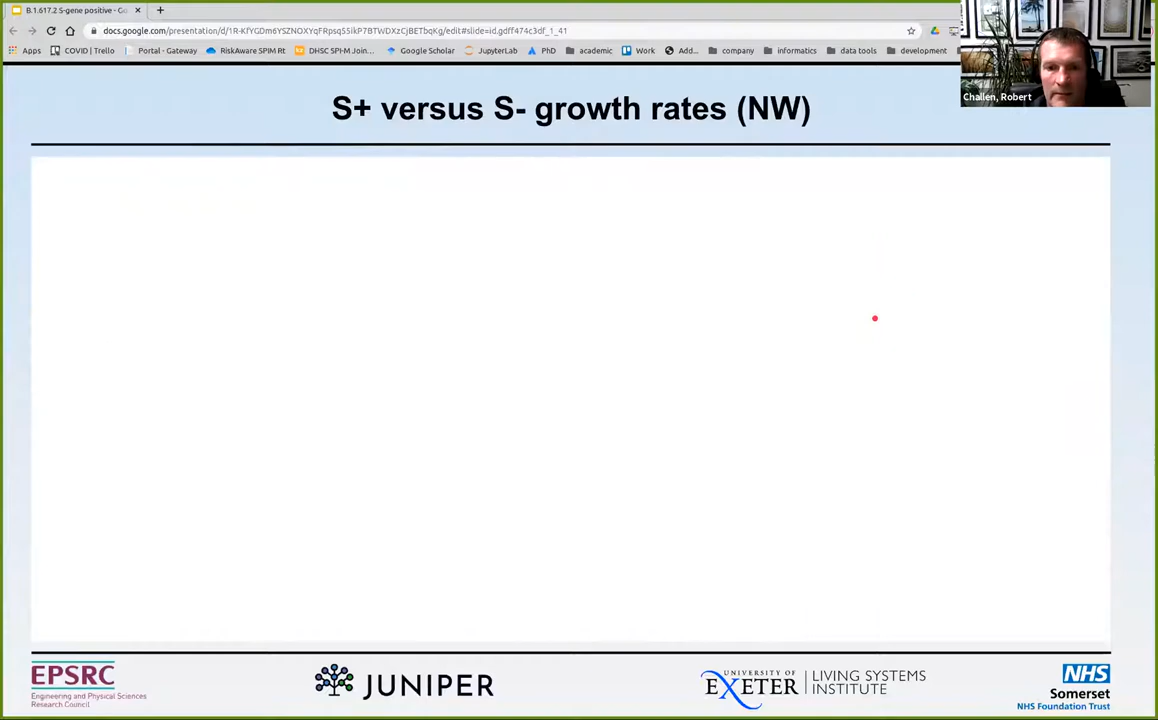 B.1.617.2 S-gene positive - Go
docs.google.com/presentation/d/1R-KfYGDm6YSZNOXYqFRpsq55ikP7BTWDXzCjBETbqKg/edit#slide=id.gdff474c3df_1_41
Apps COVID | Trello Portal - Gateway RiskAware SPIM Rt DHSC SPI-M Join... Google Scholar JupyterLab PhD academic Work Add... company informatics data tools development
Challen, Robert
S+ versus S- growth rates (NW)
EPSRC
Engineering and Physical Sciences
Research Council
JUNIPER
UNIVERSITY OF
EXETER
LIVING SYSTEMS
INSTITUTE
NHS
Somerset
NHS Foundation Trust